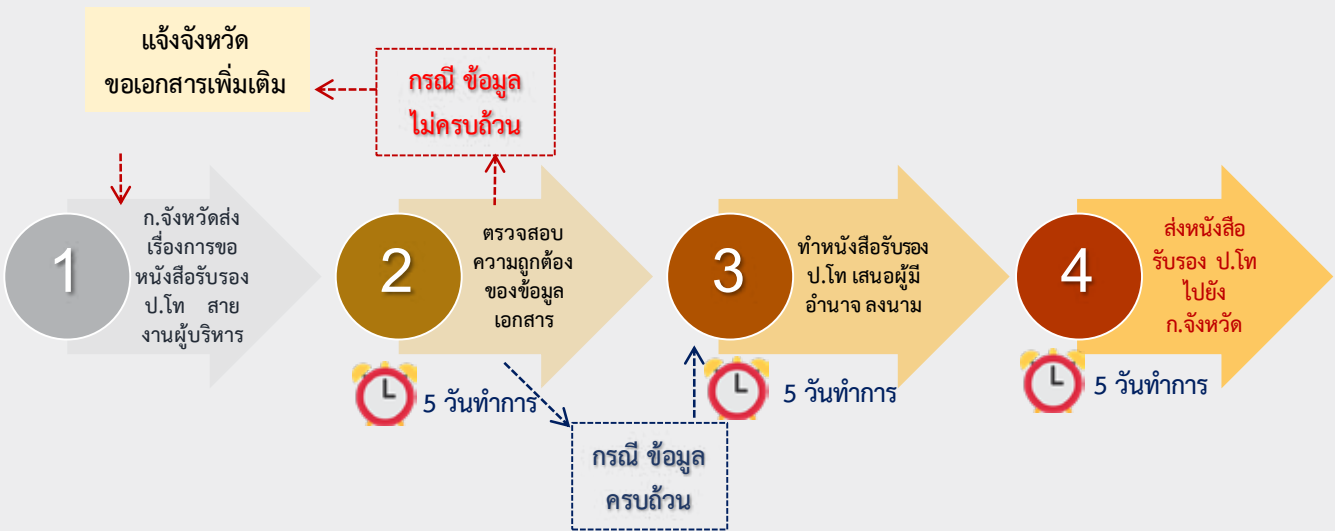 แจ้งจังหวัด
ขอเอกสารเพิ่มเติม
กรณี ข้อมูล
ไม่ครบถ้วน
1
ก.จังหวัดส่ง
เรื่องการขอ
หนังสือรับรอง
ป.โท สาย
งานผู้บริหาร
2
ตรวจสอบ
ความถูกต้อง
ของข้อมูล
เอกสาร
5 วันทำการ
กรณี ข้อมูล
ครบถ้วน
3
ทำหนังสือรับรอง
ป.โท เสนอผู้มี
อำนาจ ลงนาม
5 วันทำการ
4
ส่งหนังสือ
รับรอง ป.โท
ไปยัง
ก.จังหวัด
5 วันทำการ